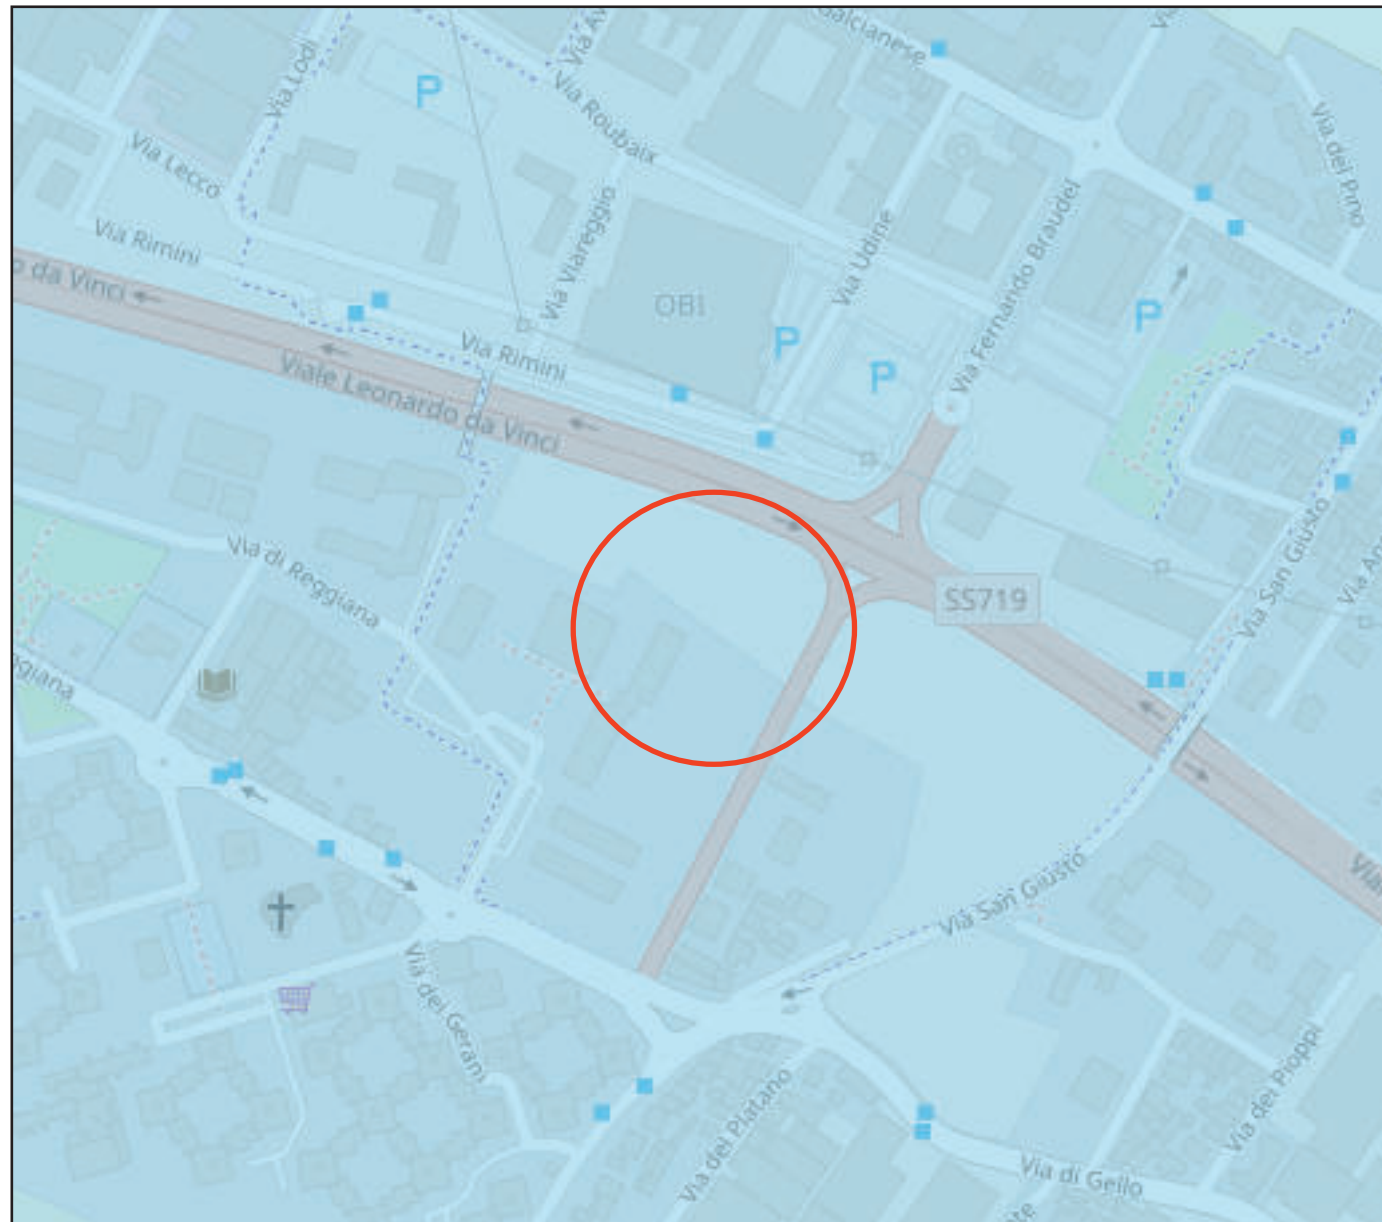 Galcianese
Via Lodi
P
Via Roubaix
Via del Pino
Via Lecco
Via Viareggio
Via Udine
Via Fernando Braudel
Via Rimini
o da Vinci
OBI
P
P
P
Via Rimini
Viale Leonardo da Vinci
Via San Giusto
Via di Reggiana
SS719
ggiana
Via San Giusto
Via dei Gerani
Via del Platano
Via dei Pioppi
Via di Gello